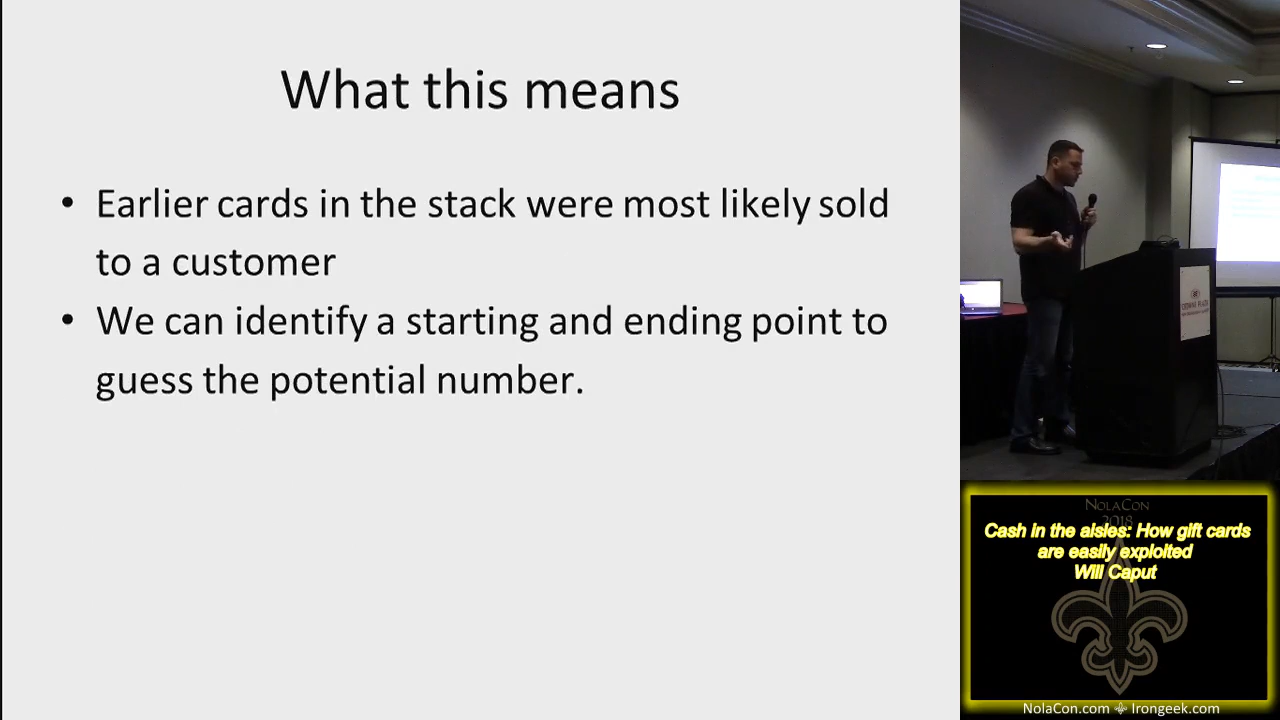 What this means
• Earlier cards in the stack were most likely sold
to a customer
• We can identify a starting and ending point to
guess the potential number.
NolaCon
2018
Cash in the aisles: How gift cards
are easily exploited
Will Caput
NolaCon.com ⚜ Irongeek.com